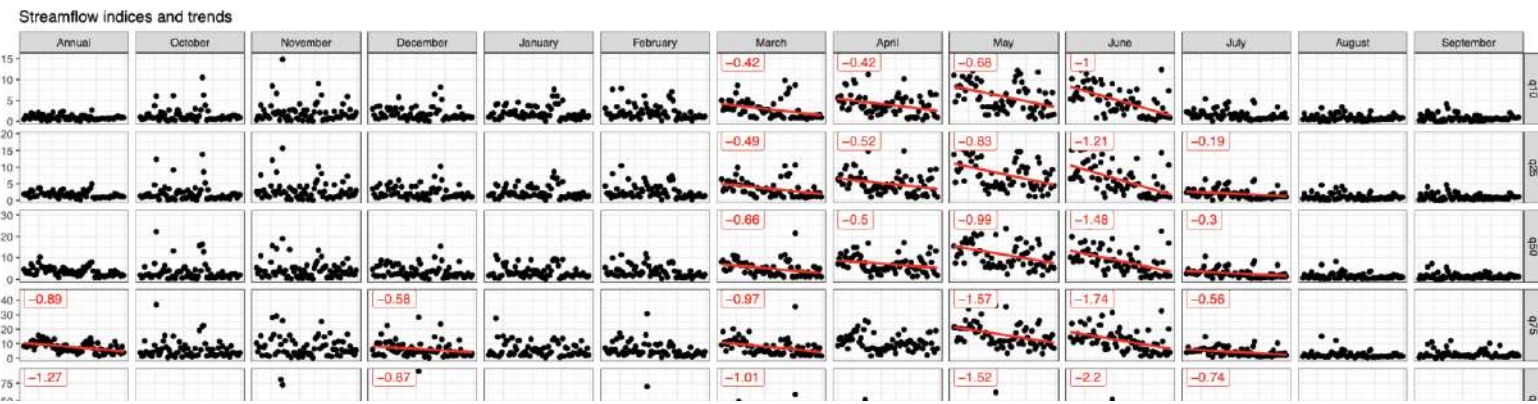 Streamflow indices and trends
Annual October November December January February March April May June July August September
15 10 5 0 −0.42 −0.42 −0.68 −1 q10
20 15 10 5 0 −0.49 −0.52 −0.83 −1.21 −0.19 q25
30 20 10 0 −0.66 −0.5 −0.99 −1.48 −0.3 q50
40 30 20 10 0 −0.89 −0.58 −0.97 −1.57 −1.74 −0.56 q75
75 −1.27 −0.87 −1.01 −1.52 −2.2 −0.74